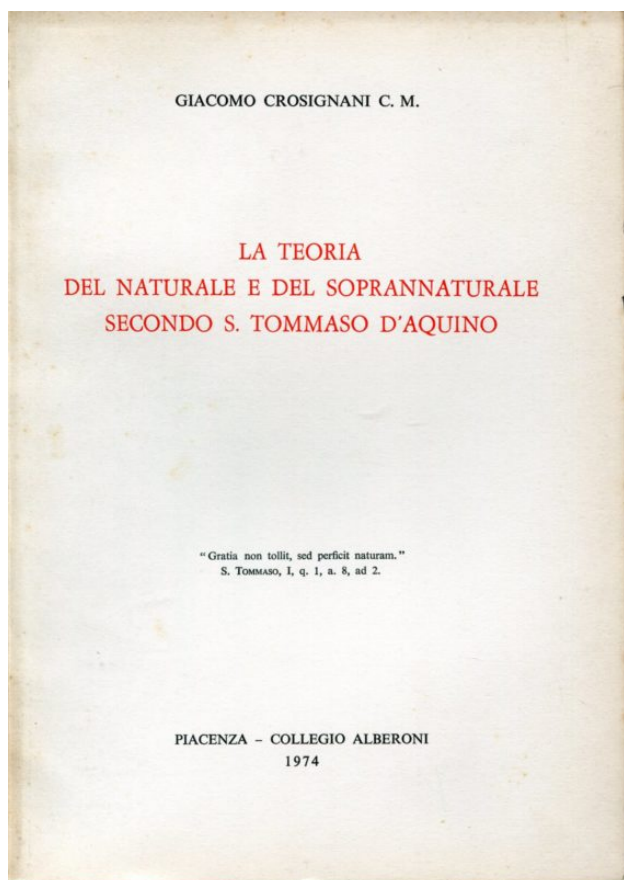 GIACOMO CROSIGNANI C. M.
LA TEORIA
DEL NATURALE E DEL SOPRANNATURALE
SECONDO S. TOMMASO D'AQUINO
“Gratia non tollit, sed perficit naturam.”
S. TOMMASO, I, q. 1, a. 8, ad 2.
PIACENZA – COLLEGIO ALBERONI
1974